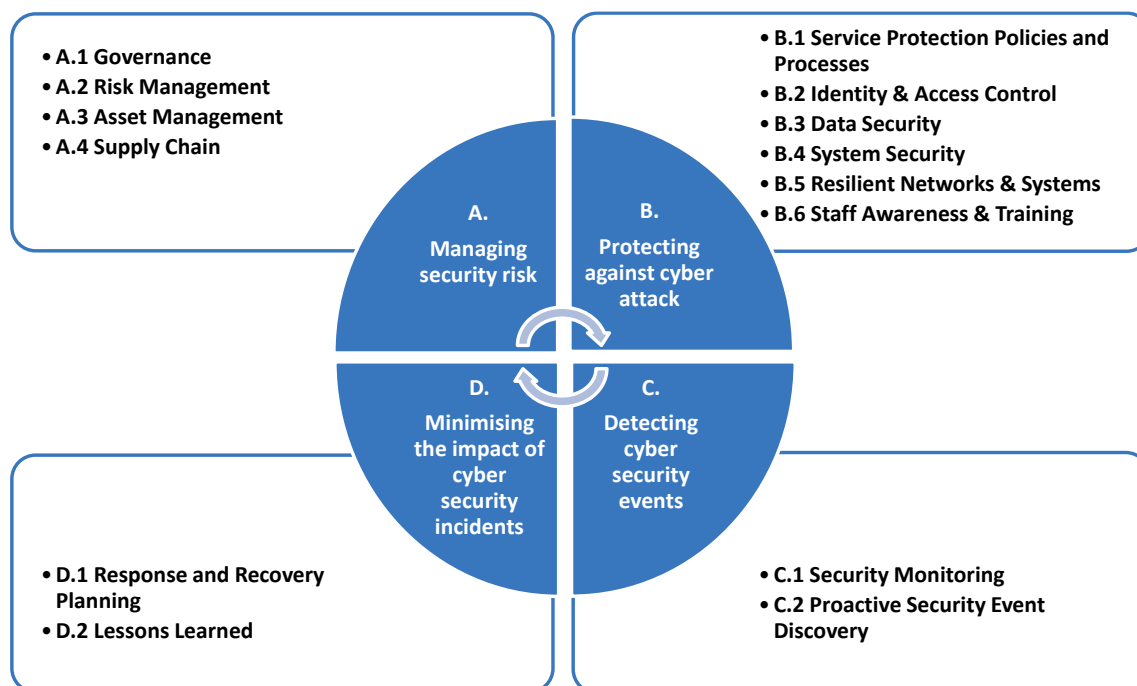 • A.1 Governance
• A.2 Risk Management
• A.3 Asset Management
• A.4 Supply Chain
• B.1 Service Protection Policies and
Processes
• B.2 Identity & Access Control
• B.3 Data Security
• B.4 System Security
• B.5 Resilient Networks & Systems
• B.6 Staff Awareness & Training
A.
Managing
security risk
B.
Protecting
against cyber
attack
D.
Minimising
the impact of
cyber
security
incidents
C.
Detecting
cyber
security
events
• D.1 Response and Recovery
Planning
• D.2 Lessons Learned
• C.1 Security Monitoring
• C.2 Proactive Security Event
Discovery